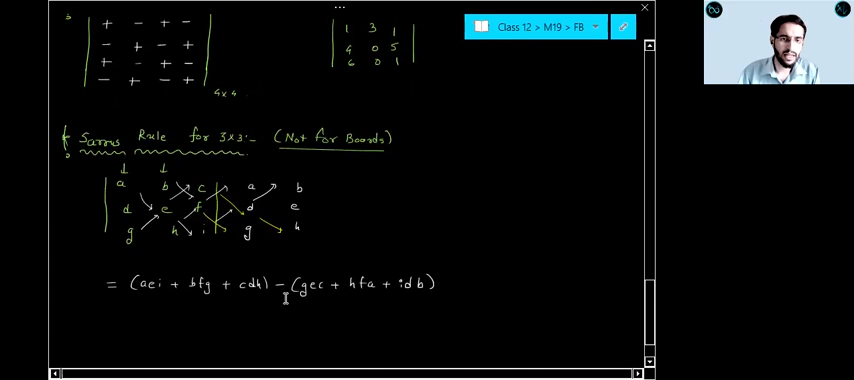 Class 12 > M19 > FB
+ - + -
- + - +
+ - + -
- + - +
4×4
1 3 1
4 0 5
6 0 1
Sarrus Rule for 3×3:- (Not for Boards)
a b c a b
d e f d e
g h i g h
= (aei + bfg + cdh) - (gec + hfa + idb)